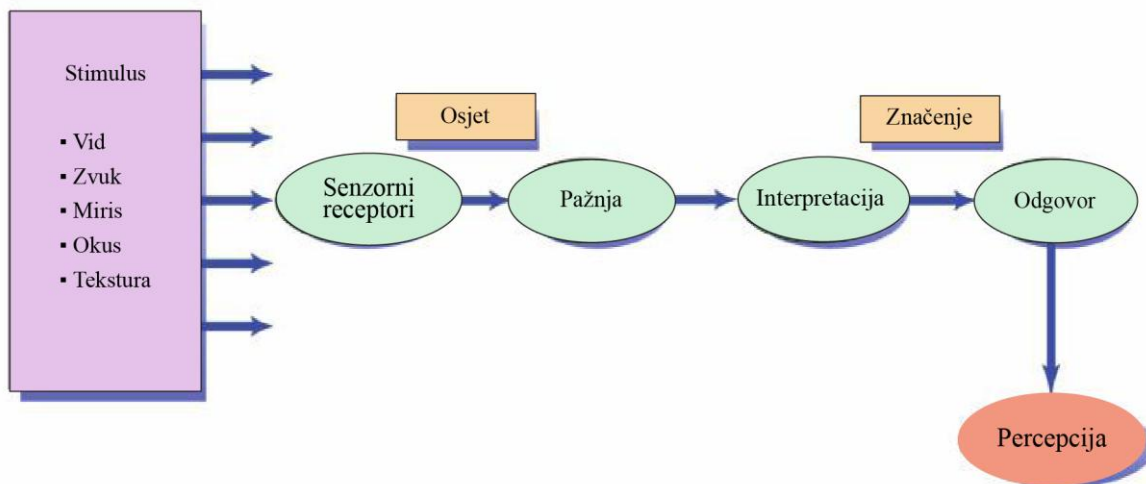 Stimulus
▪ Vid
▪ Zvuk
▪ Miris
▪ Okus
▪ Tekstura
Osjet
Značenje
Senzorni
receptori
Pažnja
Interpretacija
Odgovor
Percepcija